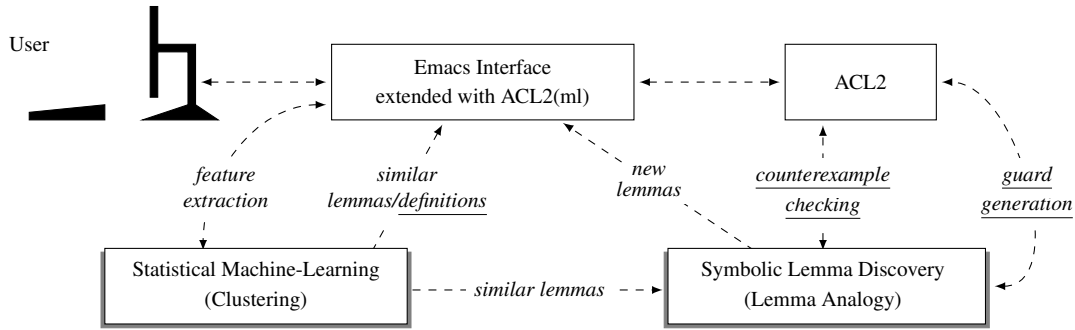 User
Emacs Interface
extended with ACL2(ml)
ACL2
feature
extraction
similar
lemmas/definitions
new
lemmas
counterexample
checking
guard
generation
Statistical Machine-Learning
(Clustering)
similar lemmas
Symbolic Lemma Discovery
(Lemma Analogy)